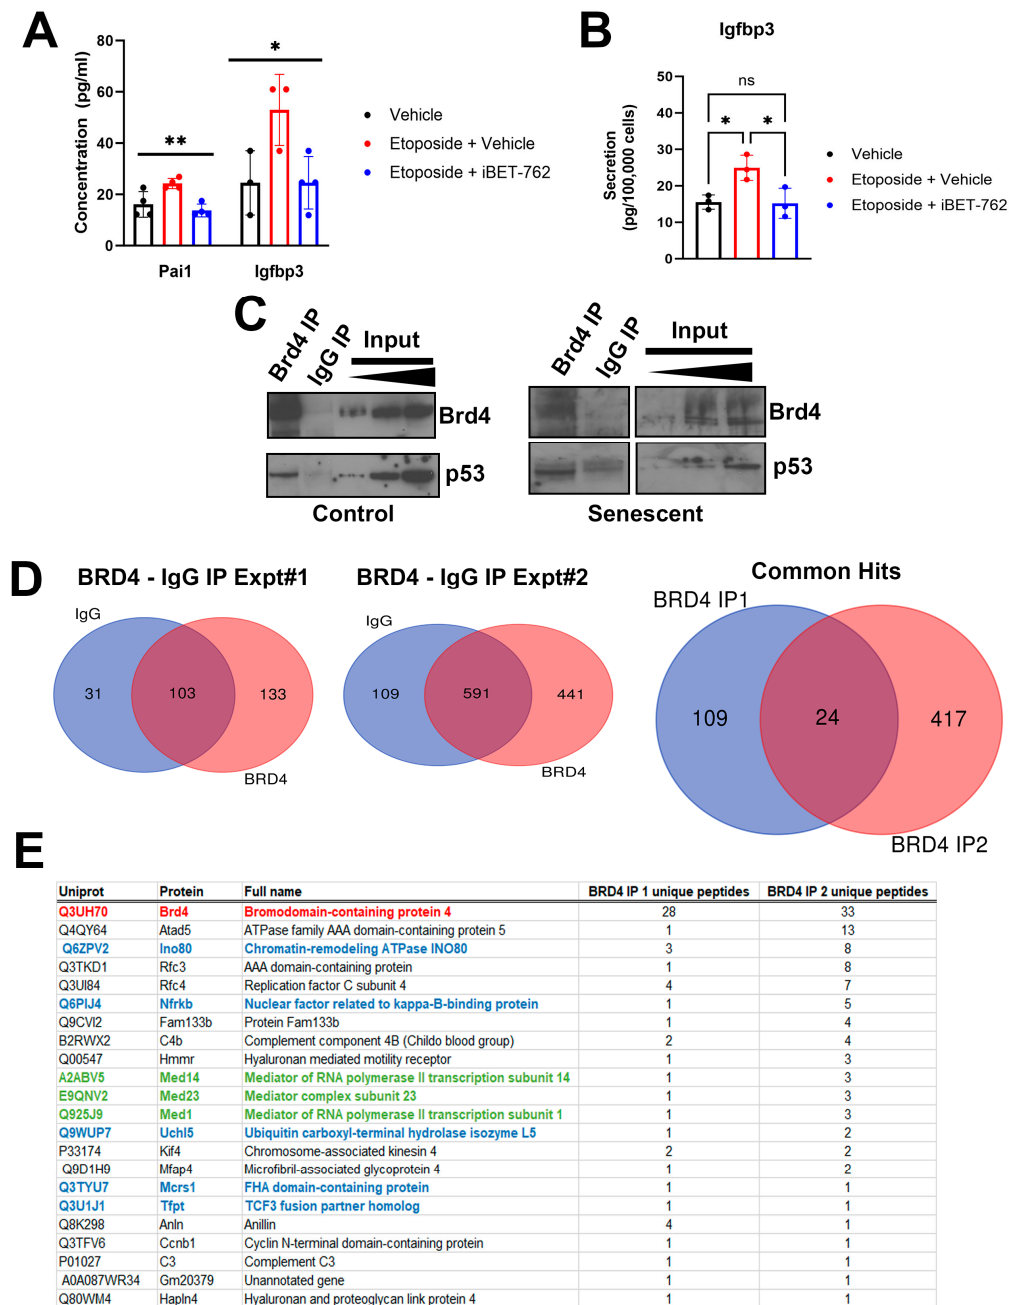 A
B
Igfbp3
80
60
40
20
0
Concentration (pg/ml)
**
*
Pai1
Igfbp3
Vehicle
Etoposide + Vehicle
Etoposide + iBET-762
50
40
30
20
10
0
Secretion
(pg/100,000 cells)
ns
*
*
Vehicle
Etoposide + Vehicle
Etoposide + iBET-762
C
Brd4 IP
IgG IP
Input
Brd4
p53
Control
Brd4 IP
IgG IP
Input
Brd4
p53
Senescent
D
BRD4 - IgG IP Expt#1
IgG
31
103
133
BRD4
BRD4 - IgG IP Expt#2
IgG
109
591
441
BRD4
Common Hits
BRD4 IP1
109
24
417
BRD4 IP2
E
Uniprot Protein Full name BRD4 IP 1 unique peptides BRD4 IP 2 unique peptides
Q3UH70 Brd4 Bromodomain-containing protein 4 28 33
Q4QY64 Atad5 ATPase family AAA domain-containing protein 5 1 13
Q6ZPV2 Ino80 Chromatin-remodeling ATPase INO80 3 8
Q3TKD1 Rfc3 AAA domain-containing protein 1 8
Q3UI84 Rfc4 Replication factor C subunit 4 4 7
Q6PIJ4 Nfrkb Nuclear factor related to kappa-B-binding protein 1 5
Q9CVI2 Fam133b Protein Fam133b 1 4
B2RWX2 C4b Complement component 4B (Childo blood group) 2 4
Q00547 Hmmr Hyaluronan mediated motility receptor 1 3
A2ABV5 Med14 Mediator of RNA polymerase II transcription subunit 14 1 3
E9QNV2 Med23 Mediator complex subunit 23 1 3
Q925J9 Med1 Mediator of RNA polymerase II transcription subunit 1 1 3
Q9WUP7 Uchl5 Ubiquitin carboxyl-terminal hydrolase isozyme L5 1 2
P33174 Kif4 Chromosome-associated kinesin 4 2 2
Q9D1H9 Mfap4 Microfibril-associated glycoprotein 4 1 2
Q3TYU7 Mcrs1 FHA domain-containing protein 1 1
Q3U1J1 Tfpt TCF3 fusion partner homolog 1 1
Q8K298 Anln Anillin 4 1
Q3TFV6 Ccnb1 Cyclin N-terminal domain-containing protein 1 1
P01027 C3 Complement C3 1 1
A0A087WR34 Gm20379 Unannotated gene 1 1
Q80WM4 Hapln4 Hyaluronan and proteoglycan link protein 4 1 1